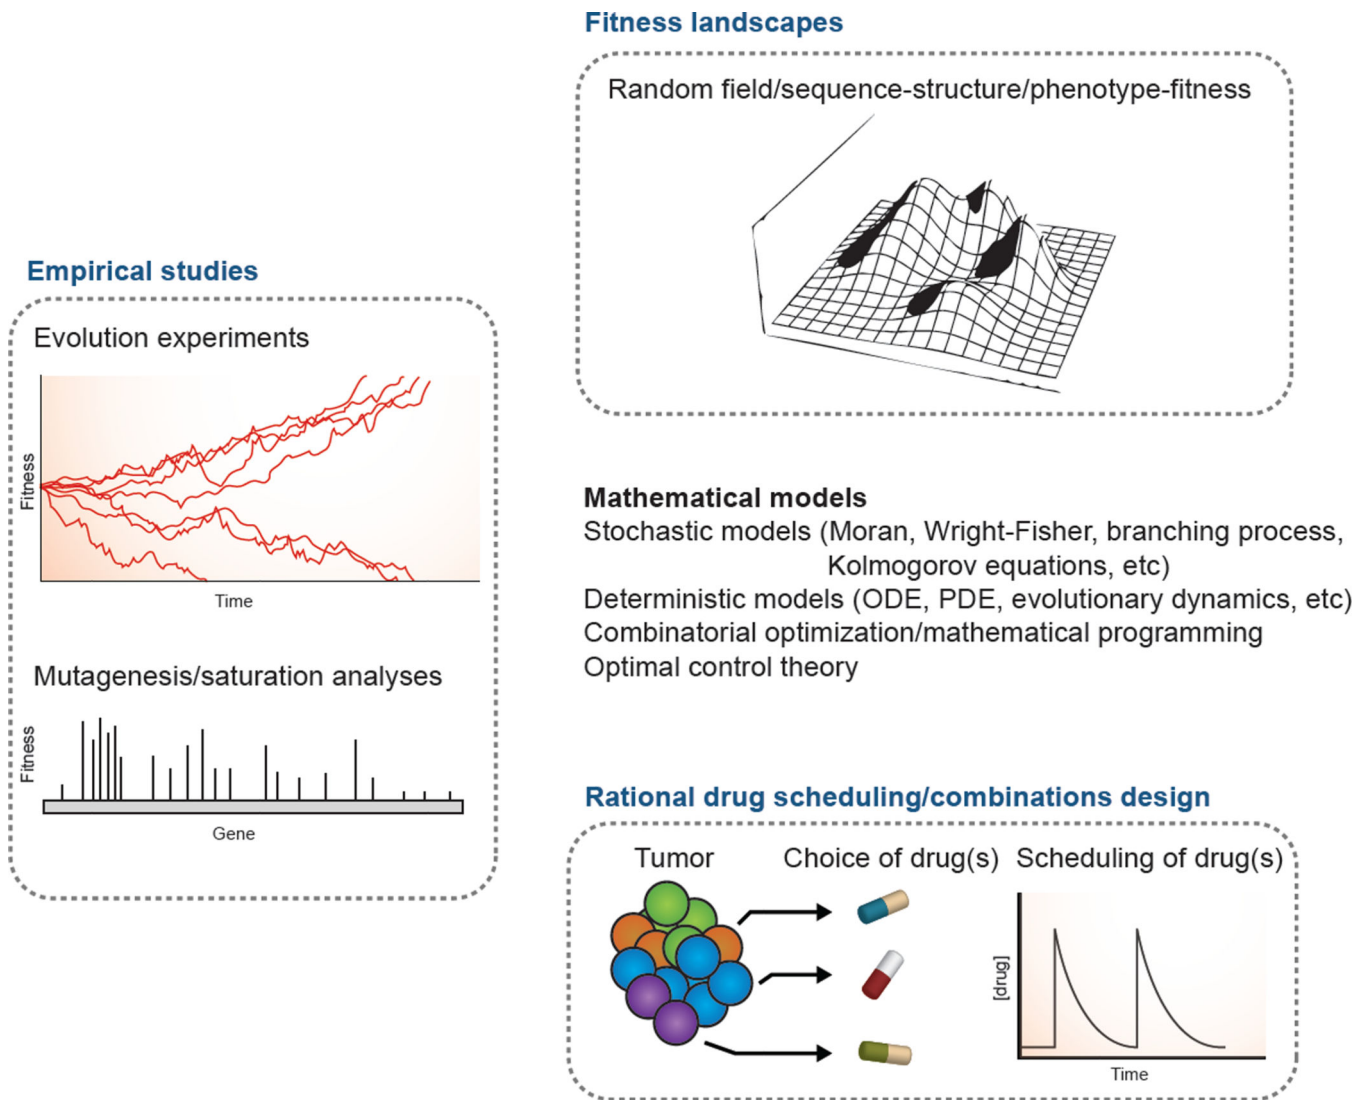 Fitness landscapes
Random field/sequence-structure/phenotype-fitness
Empirical studies
Evolution experiments
Fitness
Time
Mutagenesis/saturation analyses
Fitness
Gene
Mathematical models
Stochastic models (Moran, Wright-Fisher, branching process,
Kolmogorov equations, etc)
Deterministic models (ODE, PDE, evolutionary dynamics, etc)
Combinatorial optimization/mathematical programming
Optimal control theory
Rational drug scheduling/combinations design
Tumor
Choice of drug(s)
Scheduling of drug(s)
[drug]
Time